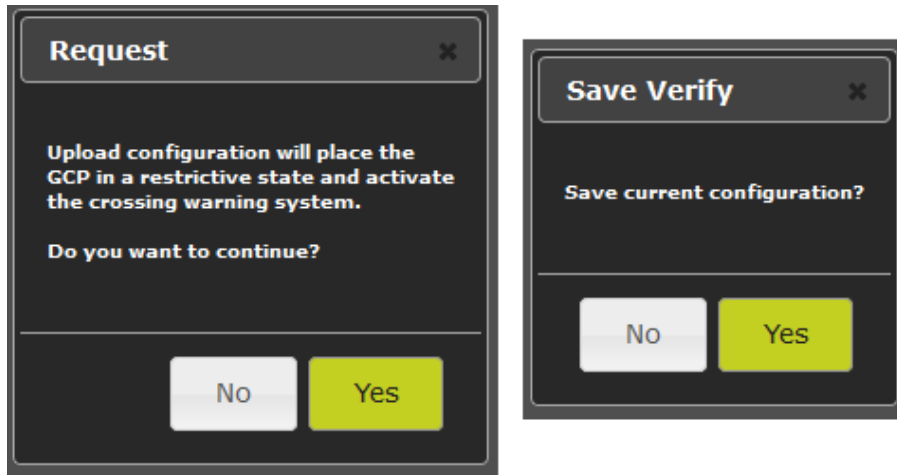 Request
Upload configuration will place the
GCP in a restrictive state and activate
the crossing warning system.
Do you want to continue?
No
Yes
Save Verify
Save current configuration?
No
Yes